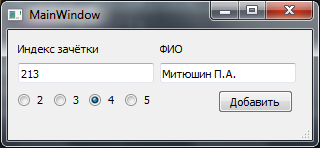 MainWindow
Индекс зачётки ФИО
213 Митюшин П.А.
2 3 4 5 Добавить